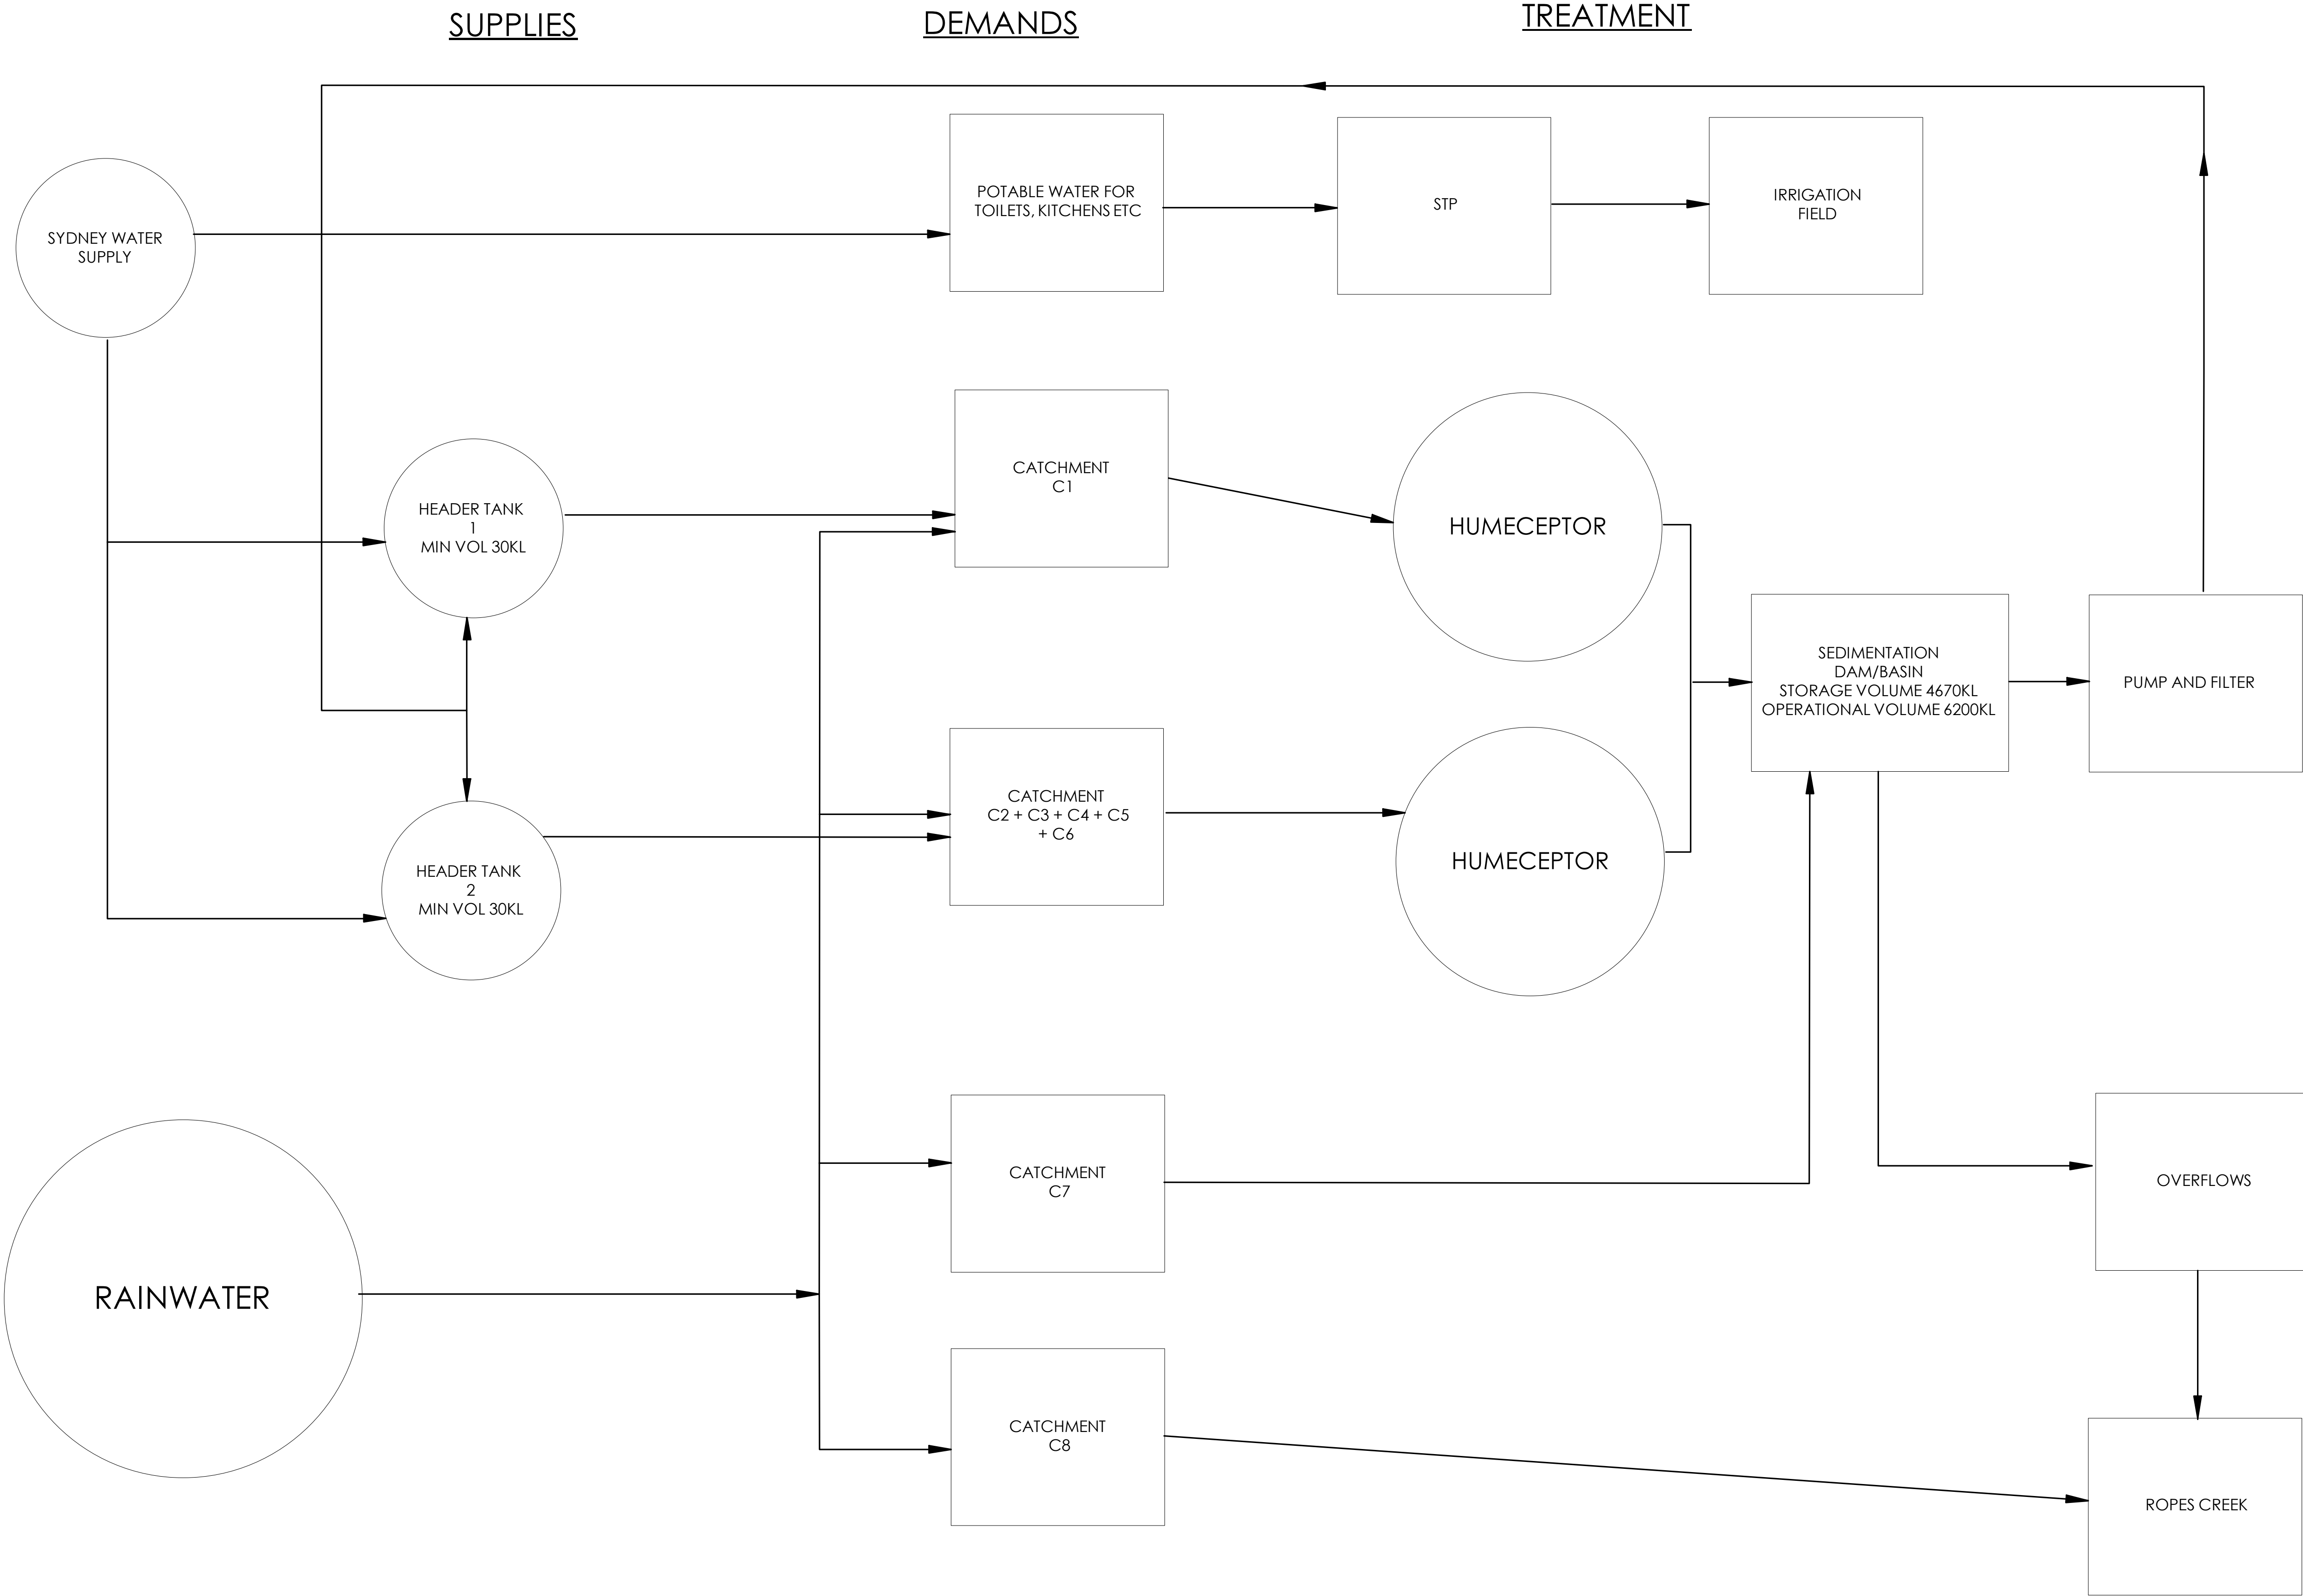 SUPPLIES
DEMANDS
TREATMENT
SYDNEY WATER
SUPPLY
POTABLE WATER FOR
TOILETS, KITCHENS ETC
STP
IRRIGATION
FIELD
HEADER TANK
1
MIN VOL 30KL
CATCHMENT
C1
HUMECEPTOR
SEDIMENTATION
DAM/BASIN
STORAGE VOLUME 4670KL
OPERATIONAL VOLUME 6200KL
PUMP AND FILTER
HEADER TANK
2
MIN VOL 30KL
CATCHMENT
C2 + C3 + C4 + C5
+ C6
HUMECEPTOR
RAINWATER
CATCHMENT
C7
OVERFLOWS
CATCHMENT
C8
ROPES CREEK